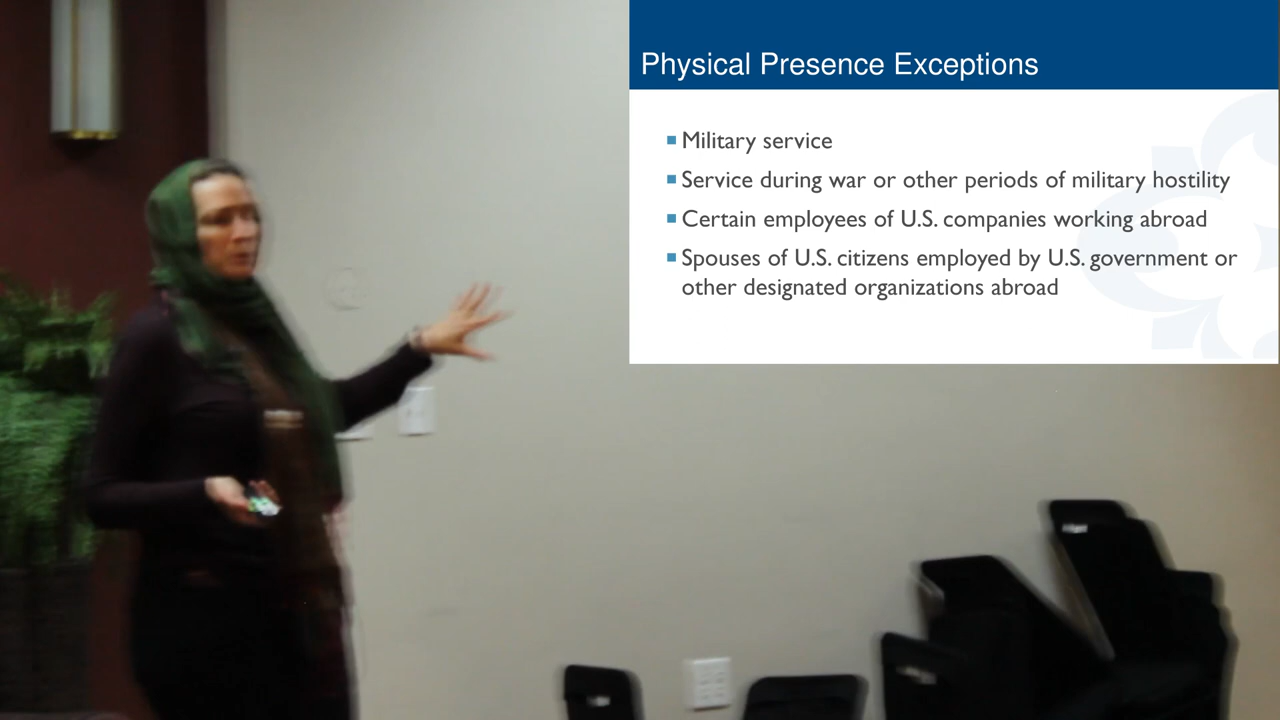 Physical Presence Exceptions
Military service
Service during war or other periods of military hostility
Certain employees of U.S. companies working abroad
Spouses of U.S. citizens employed by U.S. government or
other designated organizations abroad